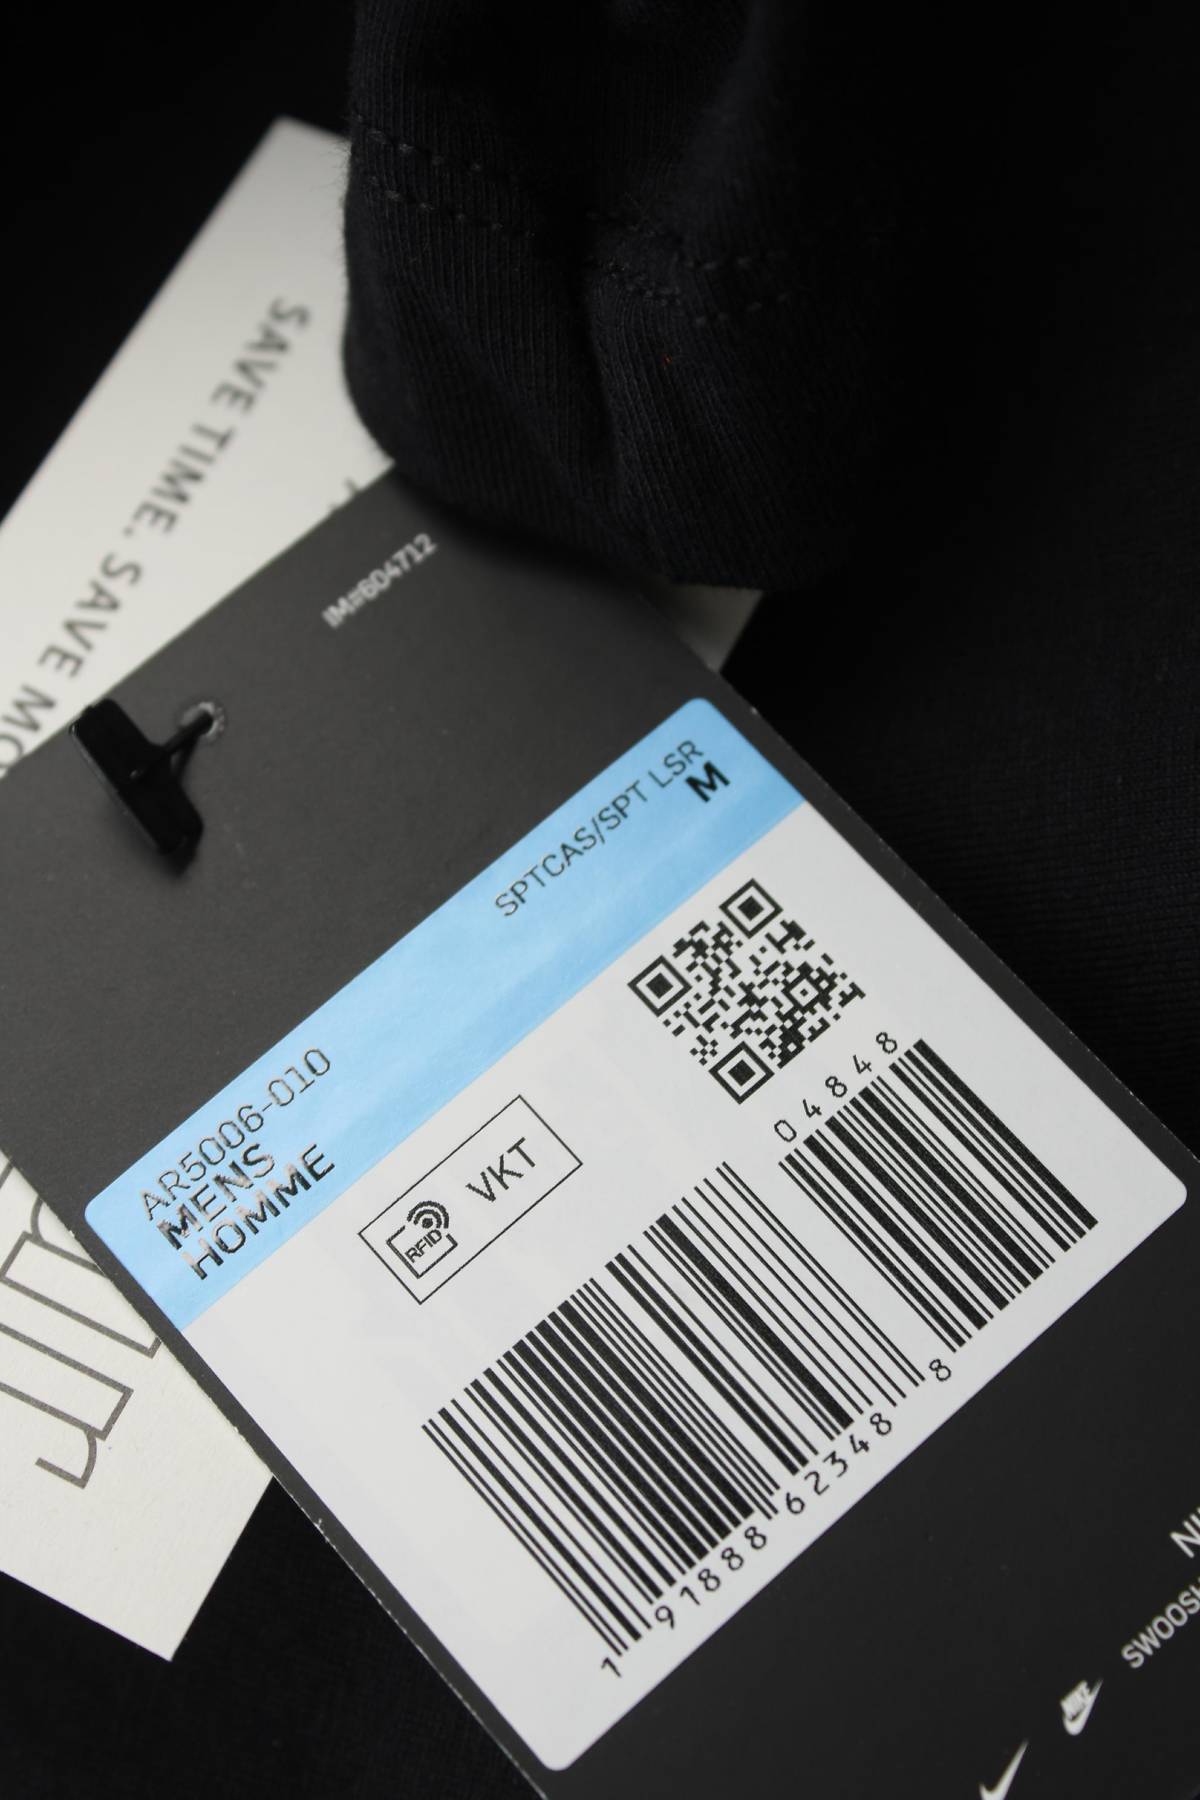 SAVE TIME. SAVE
IM#604712
SPTCAS/SPT LSR
M
AR5006-010
MENS
HOMME
RFID VKT
04848
1 91888 62348 8
SWOOSH
NIKE